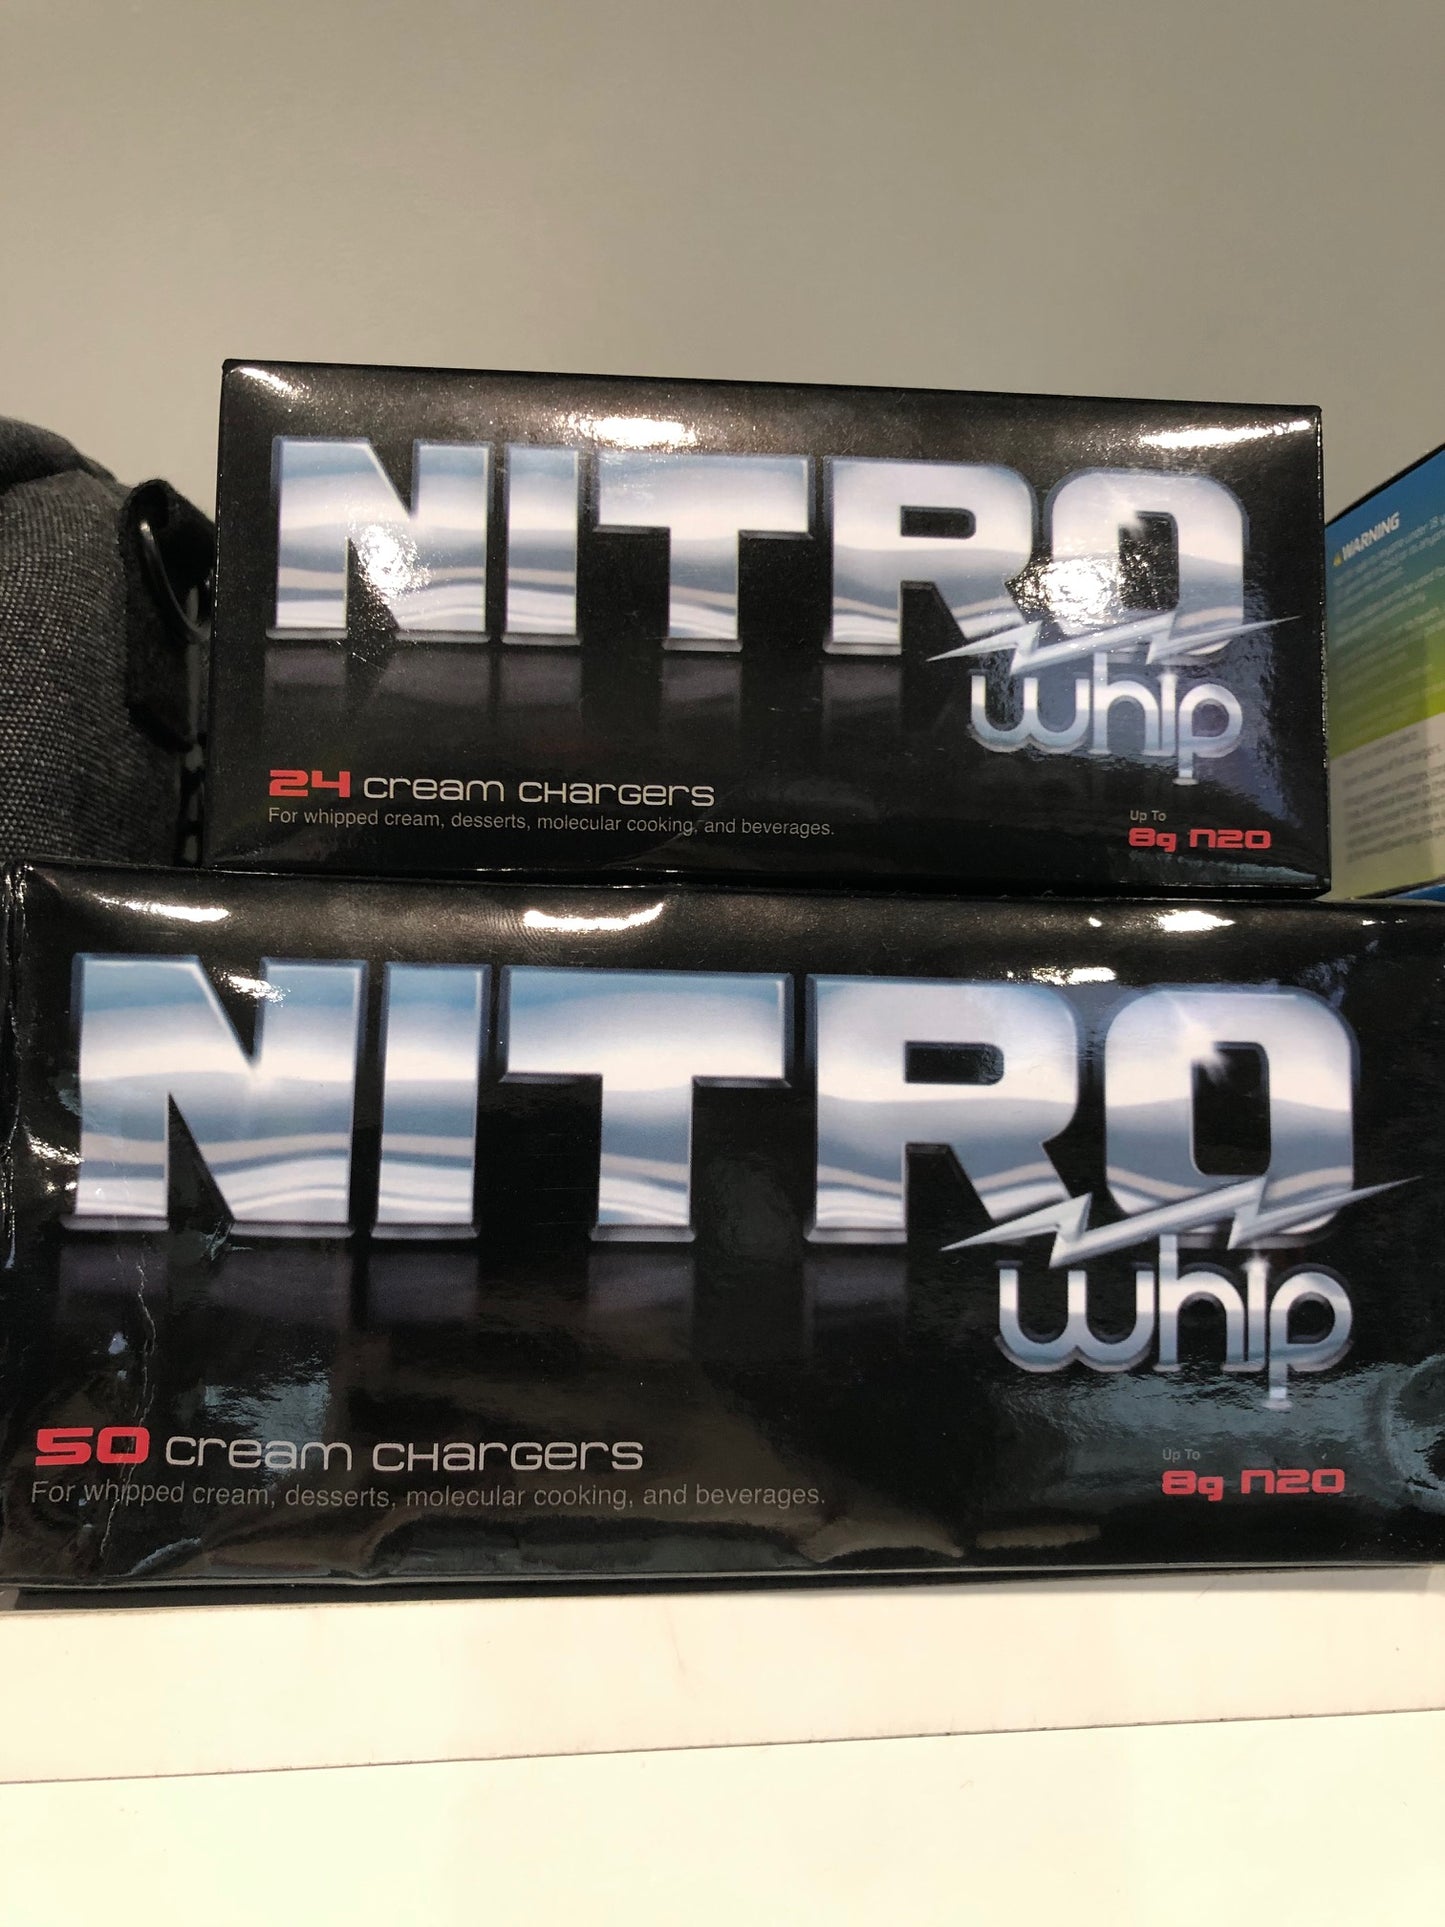 NITRO
whip
24 cream chargers
For whipped cream, desserts, molecular cooking, and beverages.
Up To
8g n2o
WARNING
NITRO
whip
50 cream chargers
For whipped cream, desserts, molecular cooking, and beverages.
Up To
8g n2o